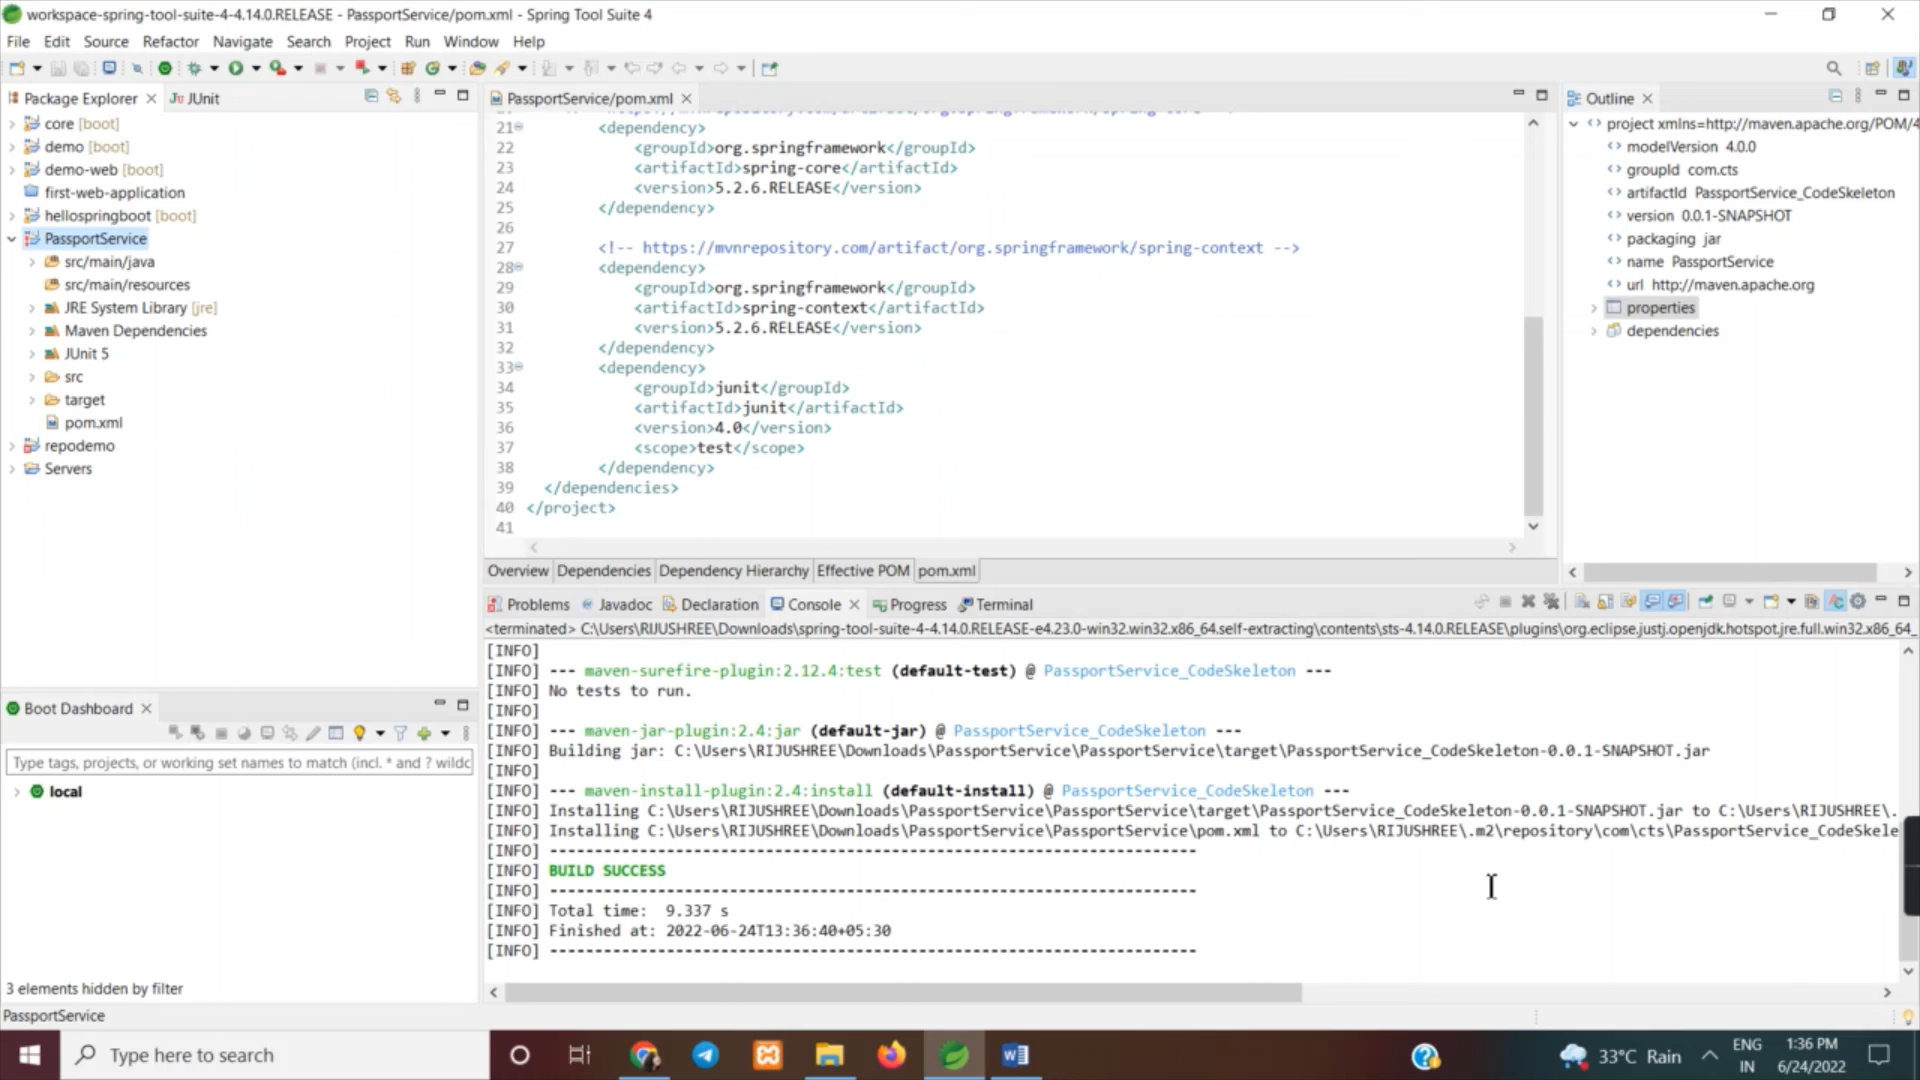 workspace-spring-tool-suite-4-4.14.0.RELEASE - PassportService/pom.xml - Spring Tool Suite 4
File Edit Source Refactor Navigate Search Project Run Window Help
Package Explorer
JUnit
core [boot]
demo [boot]
demo-web [boot]
first-web-application
hellospringboot [boot]
PassportService
src/main/java
src/main/resources
JRE System Library [jre]
Maven Dependencies
JUnit 5
src
target
pom.xml
repodemo
Servers
PassportService/pom.xml
21 <dependency>
22 <groupId>org.springframework</groupId>
23 <artifactId>spring-core</artifactId>
24 <version>5.2.6.RELEASE</version>
25 </dependency>
26
27 <!-- https://mvnrepository.com/artifact/org.springframework/spring-context -->
28 <dependency>
29 <groupId>org.springframework</groupId>
30 <artifactId>spring-context</artifactId>
31 <version>5.2.6.RELEASE</version>
32 </dependency>
33 <dependency>
34 <groupId>junit</groupId>
35 <artifactId>junit</artifactId>
36 <version>4.0</version>
37 <scope>test</scope>
38 </dependency>
39 </dependencies>
40 </project>
41
Overview Dependencies Dependency Hierarchy Effective POM pom.xml
Outline
project xmlns=http://maven.apache.org/POM/4
modelVersion 4.0.0
groupId com.cts
artifactId PassportService_CodeSkeleton
version 0.0.1-SNAPSHOT
packaging jar
name PassportService
url http://maven.apache.org
properties
dependencies
Problems Javadoc Declaration Console Progress Terminal
<terminated> C:\Users\RIJUSHREE\Downloads\spring-tool-suite-4-4.14.0.RELEASE-e4.23.0-win32.win32.x86_64.self-extracting\contents\sts-4.14.0.RELEASE\plugins\org.eclipse.justj.openjdk.hotspot.jre.full.win32.x86_64_
[INFO]
[INFO] --- maven-surefire-plugin:2.12.4:test (default-test) @ PassportService_CodeSkeleton ---
[INFO] No tests to run.
[INFO]
[INFO] --- maven-jar-plugin:2.4:jar (default-jar) @ PassportService_CodeSkeleton ---
[INFO] Building jar: C:\Users\RIJUSHREE\Downloads\PassportService\PassportService\target\PassportService_CodeSkeleton-0.0.1-SNAPSHOT.jar
[INFO]
[INFO] --- maven-install-plugin:2.4:install (default-install) @ PassportService_CodeSkeleton ---
[INFO] Installing C:\Users\RIJUSHREE\Downloads\PassportService\PassportService\target\PassportService_CodeSkeleton-0.0.1-SNAPSHOT.jar to C:\Users\RIJUSHREE\.
[INFO] Installing C:\Users\RIJUSHREE\Downloads\PassportService\PassportService\pom.xml to C:\Users\RIJUSHREE\.m2\repository\com\cts\PassportService_CodeSkele
[INFO] ------------------------------------------------------------------------
[INFO] BUILD SUCCESS
[INFO] ------------------------------------------------------------------------
[INFO] Total time: 9.337 s
[INFO] Finished at: 2022-06-24T13:36:40+05:30
[INFO] ------------------------------------------------------------------------
Boot Dashboard
Type tags, projects, or working set names to match (incl. * and ? wildc
local
3 elements hidden by filter
PassportService
Type here to search
33°C Rain
ENG
IN
1:36 PM
6/24/2022